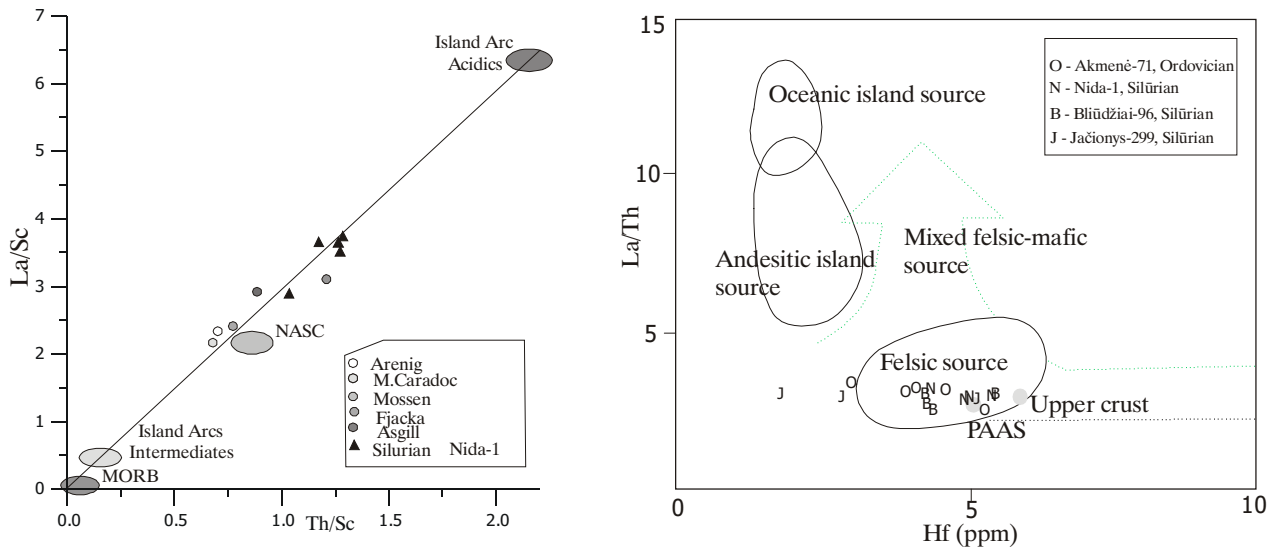 7
6
5
4
3
2
1
0
La/Sc
0.0
0.5
1.0
1.5
2.0
Th/Sc
Island Arc
Acidics
NASC
Island Arcs
Intermediates
MORB
Arenig
M.Caradoc
Mossen
Fjacka
Asgill
Silurian Nida-1
15
10
5
La/Th
0
5
10
Hf (ppm)
O - Akmenė-71, Ordovician
N - Nida-1, Silūrian
B - Bliūdžiai-96, Silūrian
J - Jačionys-299, Silūrian
Oceanic island source
Andesitic island
source
Mixed felsic-mafic
source
Felsic source
J J O O O B N O B B N N J N B O
Upper crust
PAAS